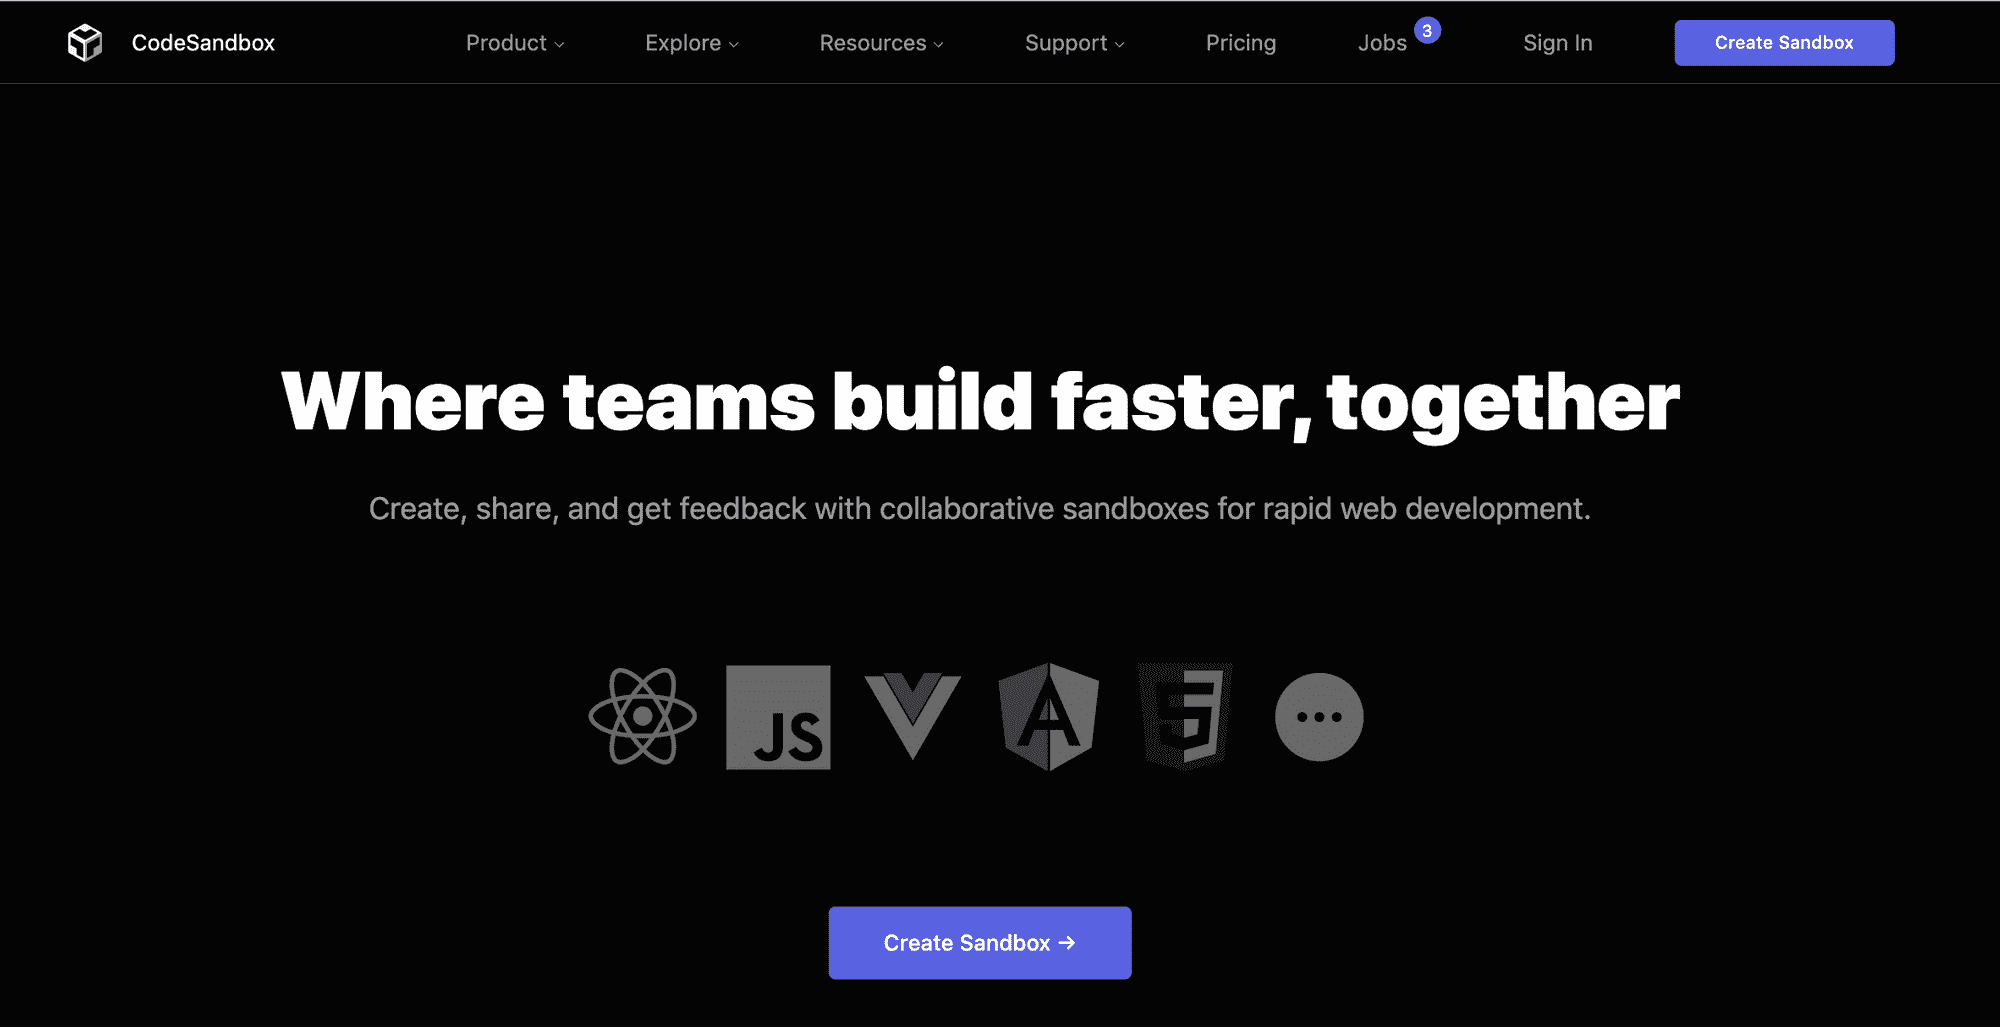 CodeSandbox Product Explore Resources Support Pricing Jobs 3 Sign In Create Sandbox
Where teams build faster, together
Create, share, and get feedback with collaborative sandboxes for rapid web development.
JS A 5
Create Sandbox →